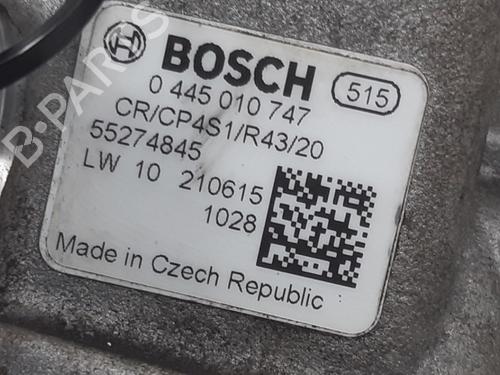 BOSCH
0 445 010 747
515
CR/CP4S1/R43/20
55274845
LW 10 210615
1028
Made in Czech Republic
B-PARTS